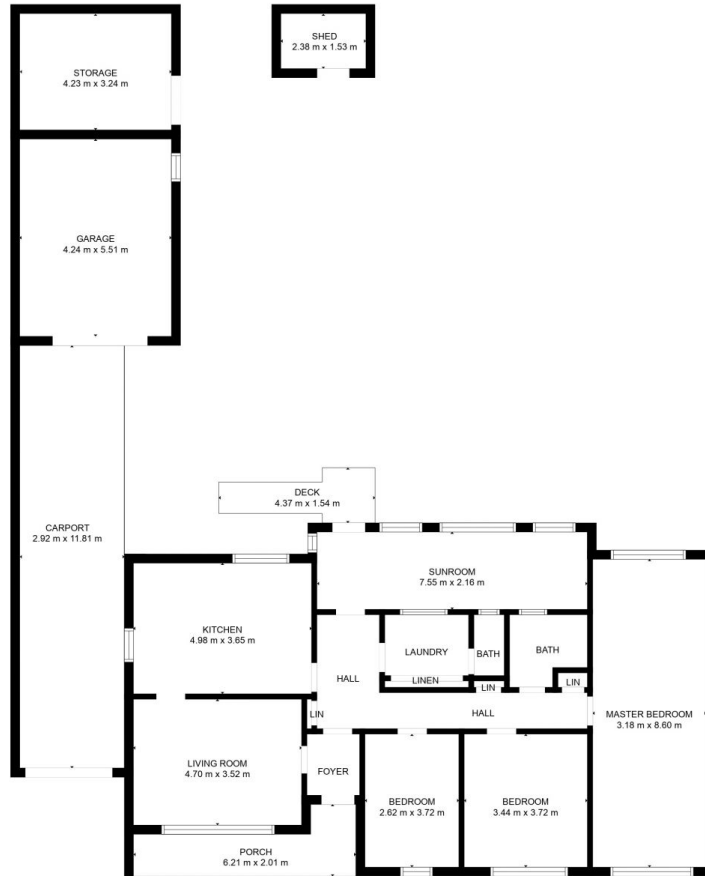 SHED
2.38 m x 1.53 m
STORAGE
4.23 m x 3.24 m
GARAGE
4.24 m x 5.51 m
DECK
4.37 m x 1.54 m
CARPORT
2.92 m x 11.81 m
SUNROOM
7.55 m x 2.16 m
KITCHEN
4.98 m x 3.65 m
LAUNDRY
BATH
BATH
HALL
LINEN
LIN
LIN
LIN
HALL
MASTER BEDROOM
3.18 m x 8.60 m
LIVING ROOM
4.70 m x 3.52 m
FOYER
BEDROOM
2.62 m x 3.72 m
BEDROOM
3.44 m x 3.72 m
PORCH
6.21 m x 2.01 m